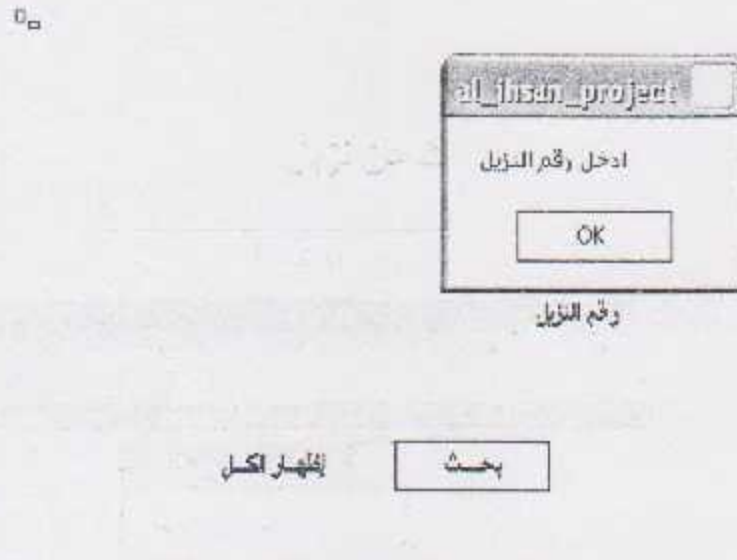 al_ihsan_project
ادخل رقم النزيل
OK
رقم النزيل
بحث
إظهار الكل